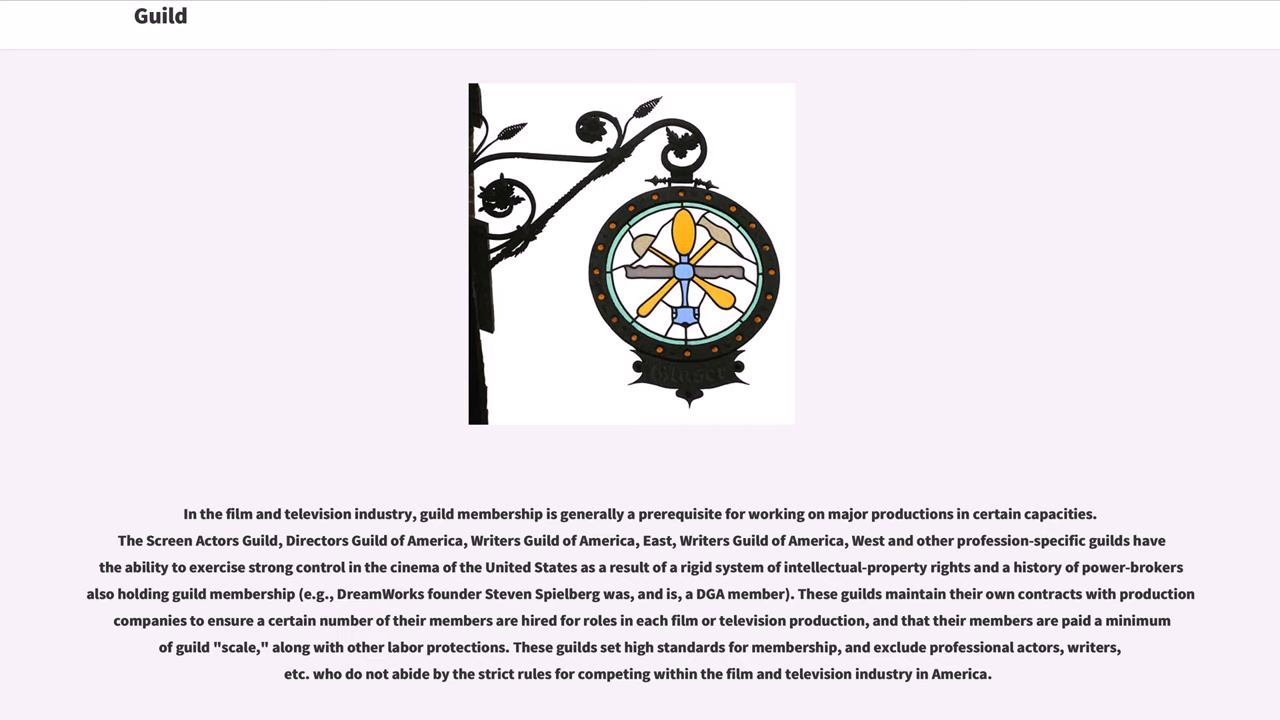 Guild
Glaser
In the film and television industry, guild membership is generally a prerequisite for working on major productions in certain capacities.
The Screen Actors Guild, Directors Guild of America, Writers Guild of America, East, Writers Guild of America, West and other profession-specific guilds have
the ability to exercise strong control in the cinema of the United States as a result of a rigid system of intellectual-property rights and a history of power-brokers
also holding guild membership (e.g., DreamWorks founder Steven Spielberg was, and is, a DGA member). These guilds maintain their own contracts with production
companies to ensure a certain number of their members are hired for roles in each film or television production, and that their members are paid a minimum
of guild "scale," along with other labor protections. These guilds set high standards for membership, and exclude professional actors, writers,
etc. who do not abide by the strict rules for competing within the film and television industry in America.